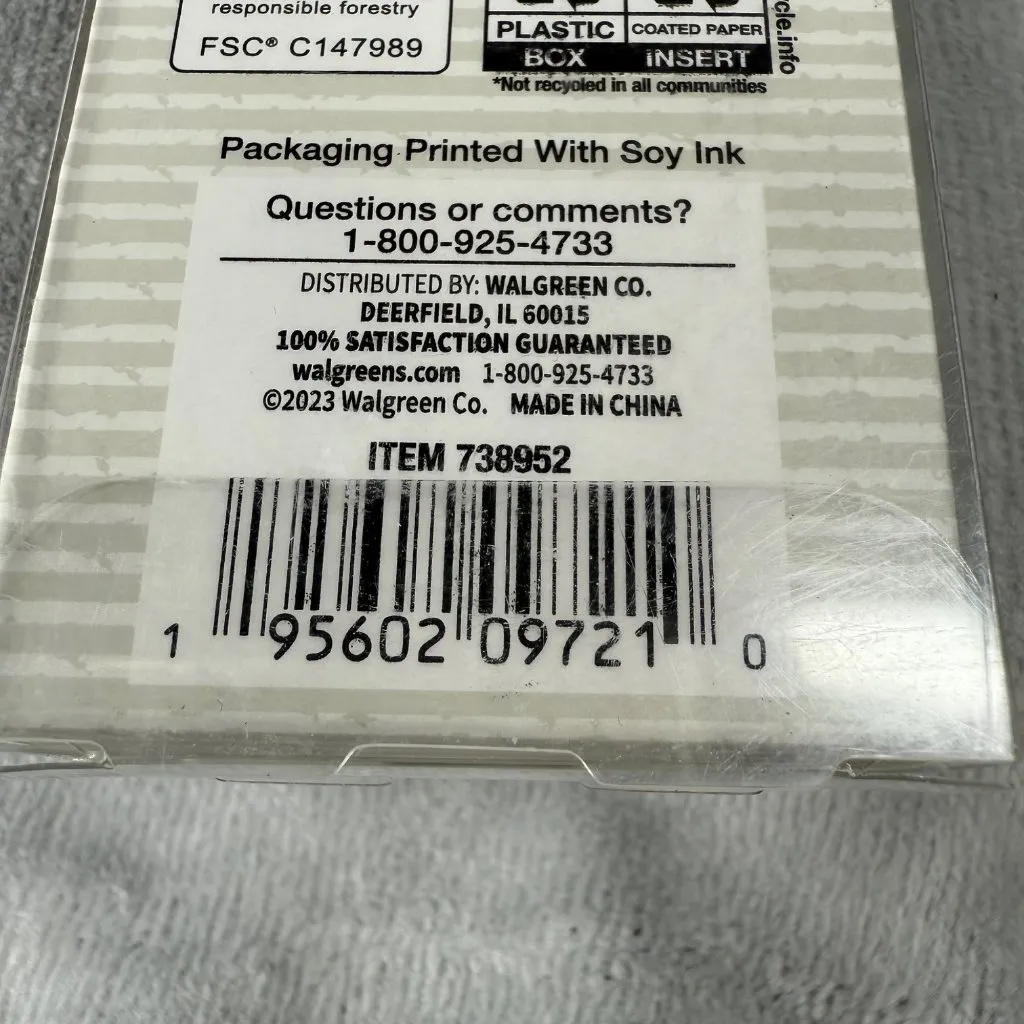 responsible forestry
FSC® C147989
PLASTIC
BOX
COATED PAPER
INSERT
cle.info
*Not recycled in all communities
Packaging Printed With Soy Ink
Questions or comments?
1-800-925-4733
DISTRIBUTED BY: WALGREEN CO.
DEERFIELD, IL 60015
100% SATISFACTION GUARANTEED
walgreens.com 1-800-925-4733
©2023 Walgreen Co. MADE IN CHINA
ITEM 738952
1 95602 09721 0